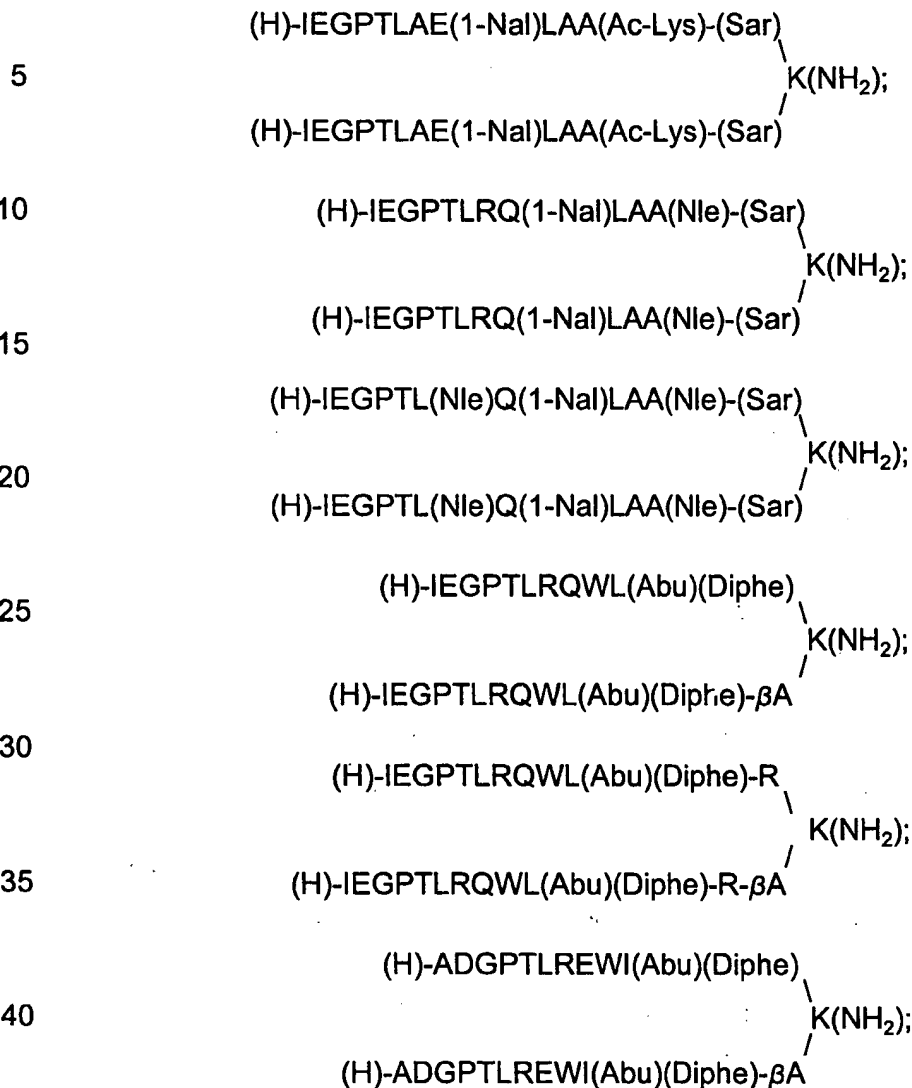 (H)-IEGPTLAE(1-Nal)LAA(Ac-Lys)-(Sar)
5 K(NH₂);
(H)-IEGPTLAE(1-Nal)LAA(Ac-Lys)-(Sar)
10 (H)-IEGPTLRQ(1-Nal)LAA(Nle)-(Sar)
K(NH₂);
(H)-IEGPTLRQ(1-Nal)LAA(Nle)-(Sar)
15
(H)-IEGPTL(Nle)Q(1-Nal)LAA(Nle)-(Sar)
K(NH₂);
20
(H)-IEGPTL(Nle)Q(1-Nal)LAA(Nle)-(Sar)
(H)-IEGPTLRQWL(Abu)(Diphe)
25
K(NH₂);
(H)-IEGPTLRQWL(Abu)(Diphe)-βA
30
(H)-IEGPTLRQWL(Abu)(Diphe)-R
K(NH₂);
35 (H)-IEGPTLRQWL(Abu)(Diphe)-R-βA
(H)-ADGPTLREWI(Abu)(Diphe)
40 K(NH₂);
(H)-ADGPTLREWI(Abu)(Diphe)-βA